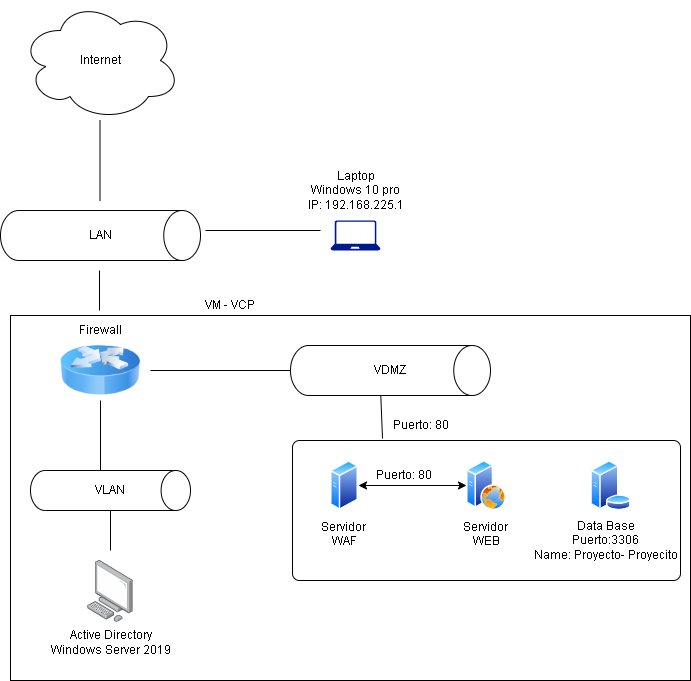 Internet
Laptop
Windows 10 pro
IP: 192.168.225.1
LAN
VM - VCP
Firewall
VDMZ
Puerto: 80
Puerto: 80
VLAN
Servidor
WAF
Servidor
WEB
Data Base
Puerto:3306
Name: Proyecto- Proyecito
Active Directory
Windows Server 2019